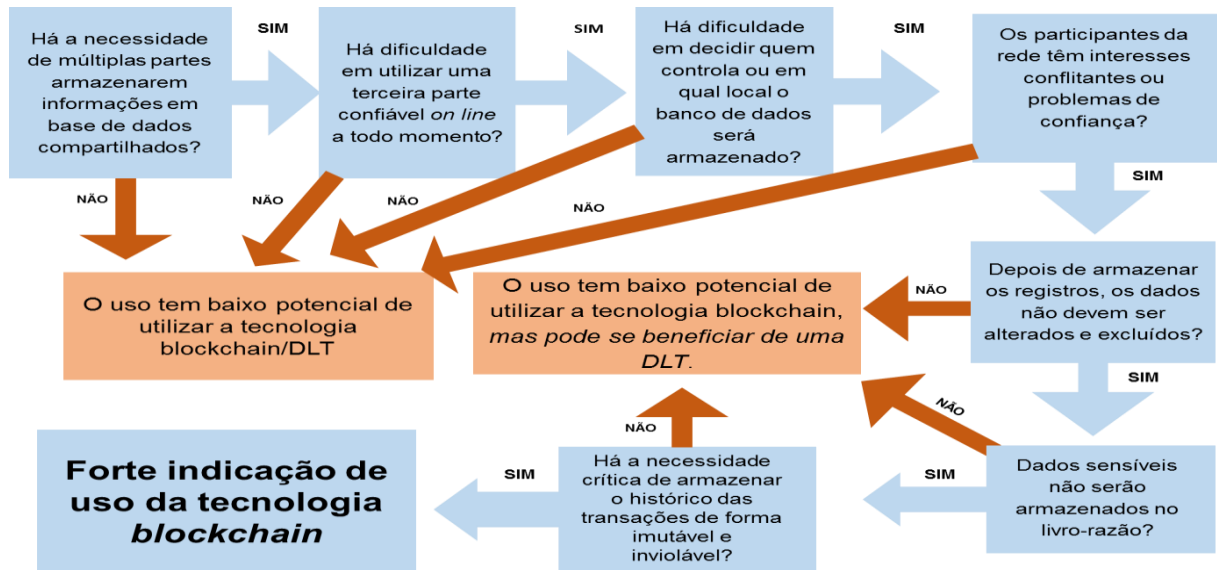 Há a necessidade
de múltiplas partes
armazenarem
informações em
base de dados
compartilhados?
SIM
NÃO
Há dificuldade
em utilizar uma
terceira parte
confiável on line
a todo momento?
SIM
NÃO
Há dificuldade
em decidir quem
controla ou em
qual local o
banco de dados
será
armazenado?
SIM
NÃO
Os participantes da
rede têm interesses
conflitantes ou
problemas de
confiança?
SIM
NÃO
O uso tem baixo potencial de
utilizar a tecnologia
blockchain/DLT
O uso tem baixo potencial de
utilizar a tecnologia blockchain,
mas pode se beneficiar de uma
DLT.
NÃO
Depois de armazenar
os registros, os dados
não devem ser
alterados e excluídos?
SIM
NÃO
Dados sensíveis
não serão
armazenados no
livro-razão?
SIM
NÃO
Há a necessidade
crítica de armazenar
o histórico das
transações de forma
imutável e
inviolável?
SIM
Forte indicação de
uso da tecnologia
blockchain